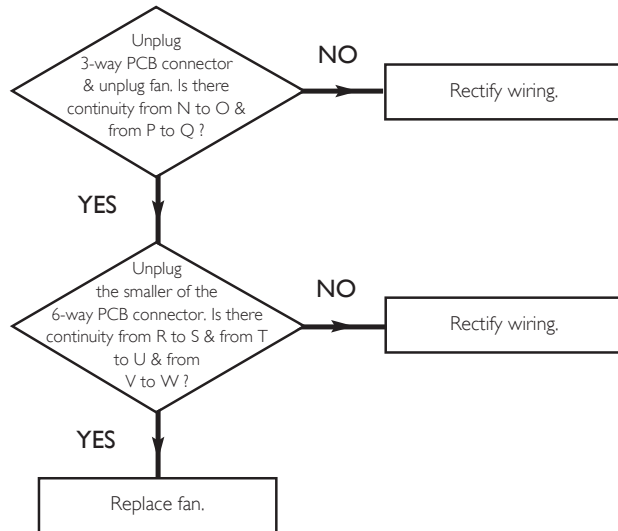 Unplug
3-way PCB connector
& unplug fan. Is there
continuity from N to O &
from P to Q ?
NO
Rectify wiring.
YES
Unplug
the smaller of the
6-way PCB connector. Is there
continuity from R to S & from T
to U & from
V to W ?
NO
Rectify wiring.
YES
Replace fan.